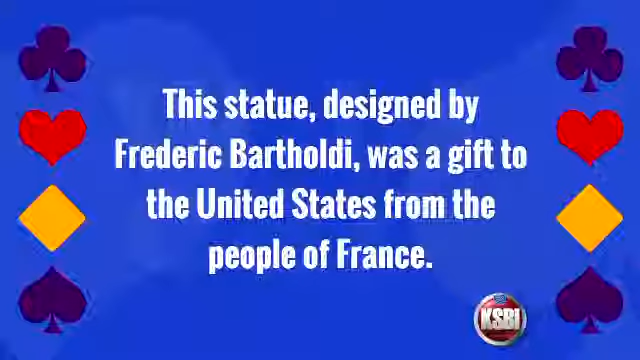 This statue, designed by
Frederic Bartholdi, was a gift to
the United States from the
people of France.
KSBI